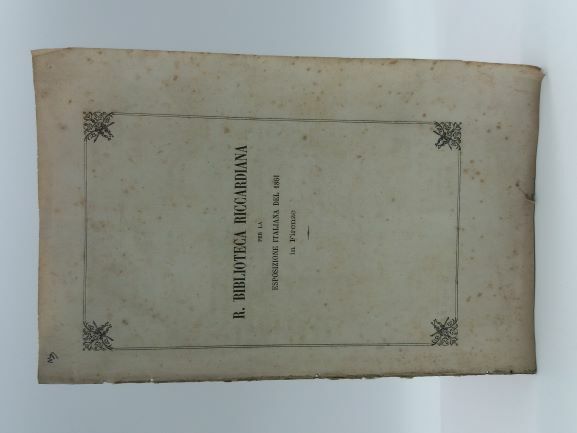 R. BIBLIOTECA RICCARDIANA
PER LA
ESPOSIZIONE ITALIANA DEL 1861
in Firenze